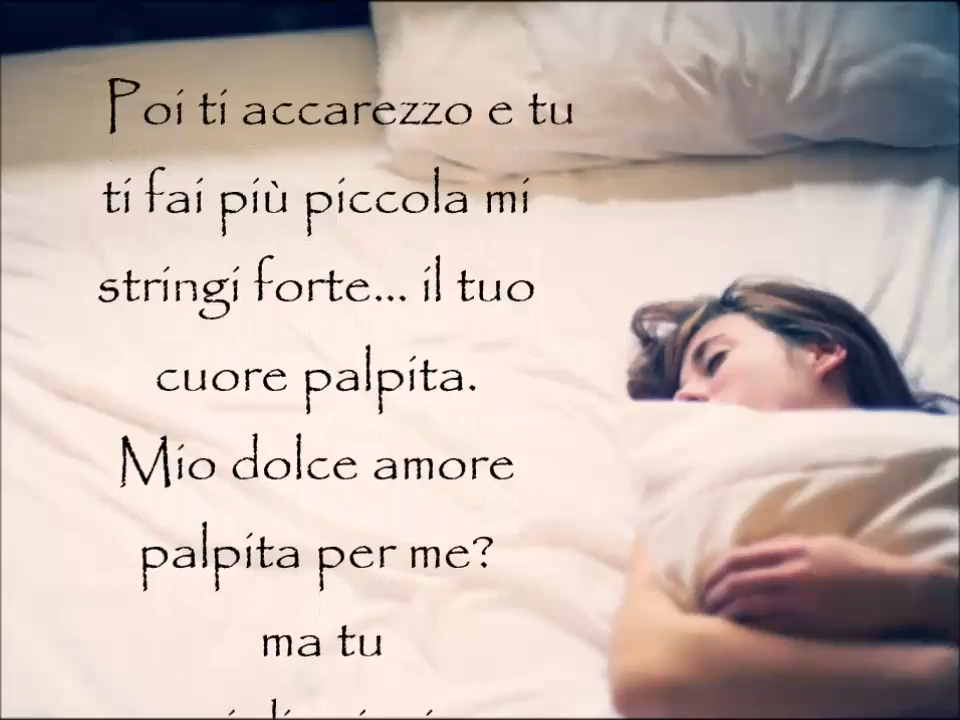 Poi ti accarezzo e tu
ti fai più piccola mi
stringi forte... il tuo
cuore palpita.
Mio dolce amore
palpita per me?
ma tu